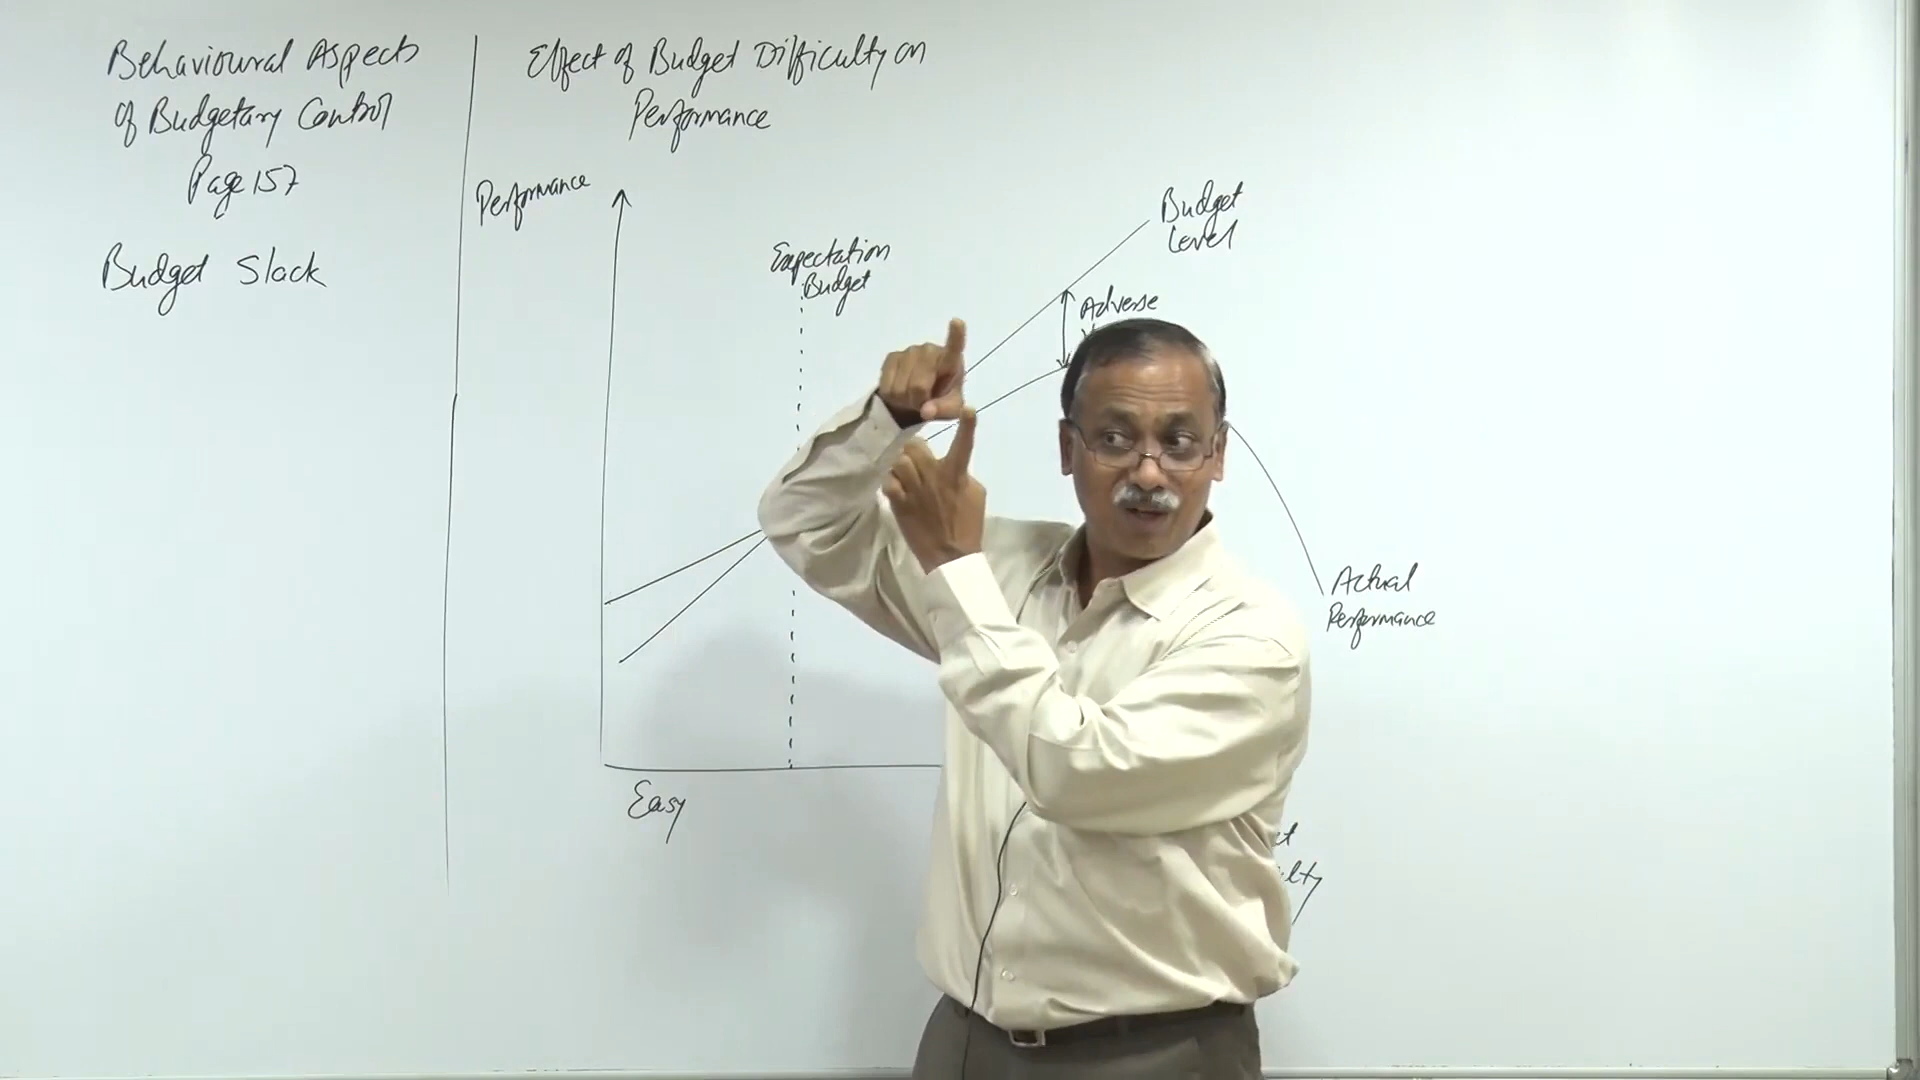 Behavioural Aspects
of Budgetary Control
Page 157
Budget Slack
Effect of Budget Difficulty on
Performance
Performance
Expectation
Budget
Budget
Level
Adverse
Actual
Performance
Easy